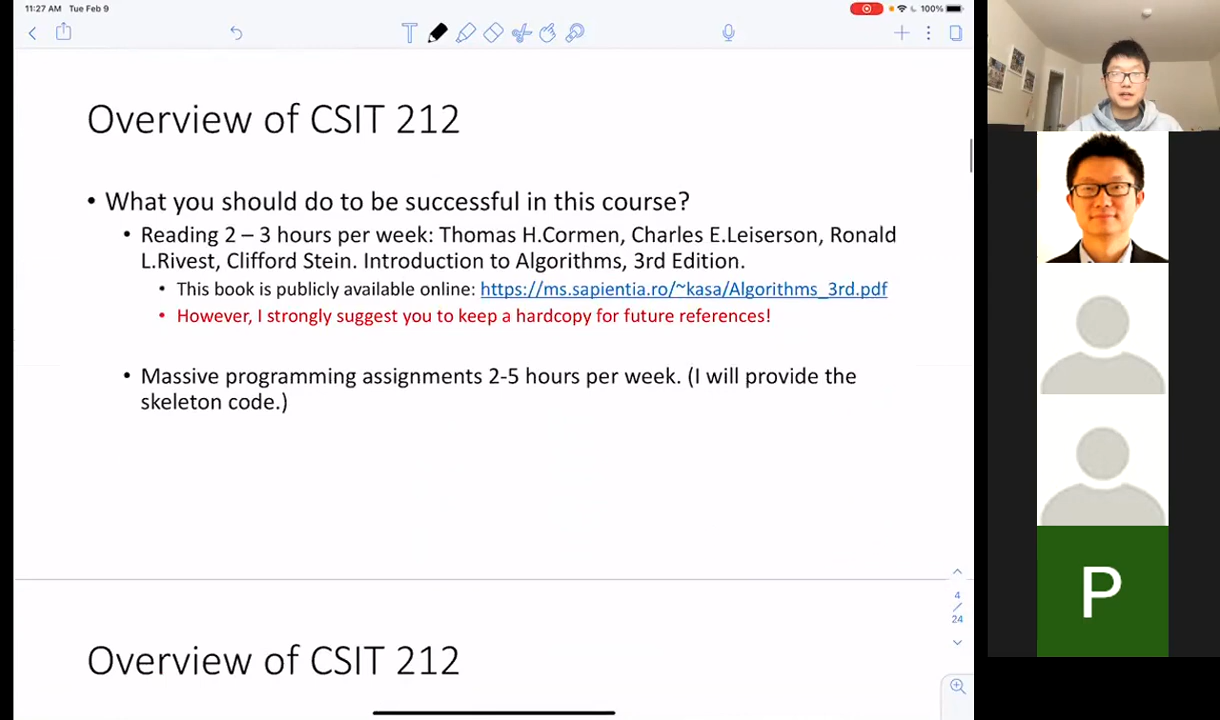 11:27 AM Tue Feb 9
100%
T
Overview of CSIT 212
• What you should do to be successful in this course?
• Reading 2 – 3 hours per week: Thomas H.Cormen, Charles E.Leiserson, Ronald
L.Rivest, Clifford Stein. Introduction to Algorithms, 3rd Edition.
• This book is publicly available online: https://ms.sapientia.ro/~kasa/Algorithms_3rd.pdf
• However, I strongly suggest you to keep a hardcopy for future references!
• Massive programming assignments 2-5 hours per week. (I will provide the
skeleton code.)
4
/
24
Overview of CSIT 212
P